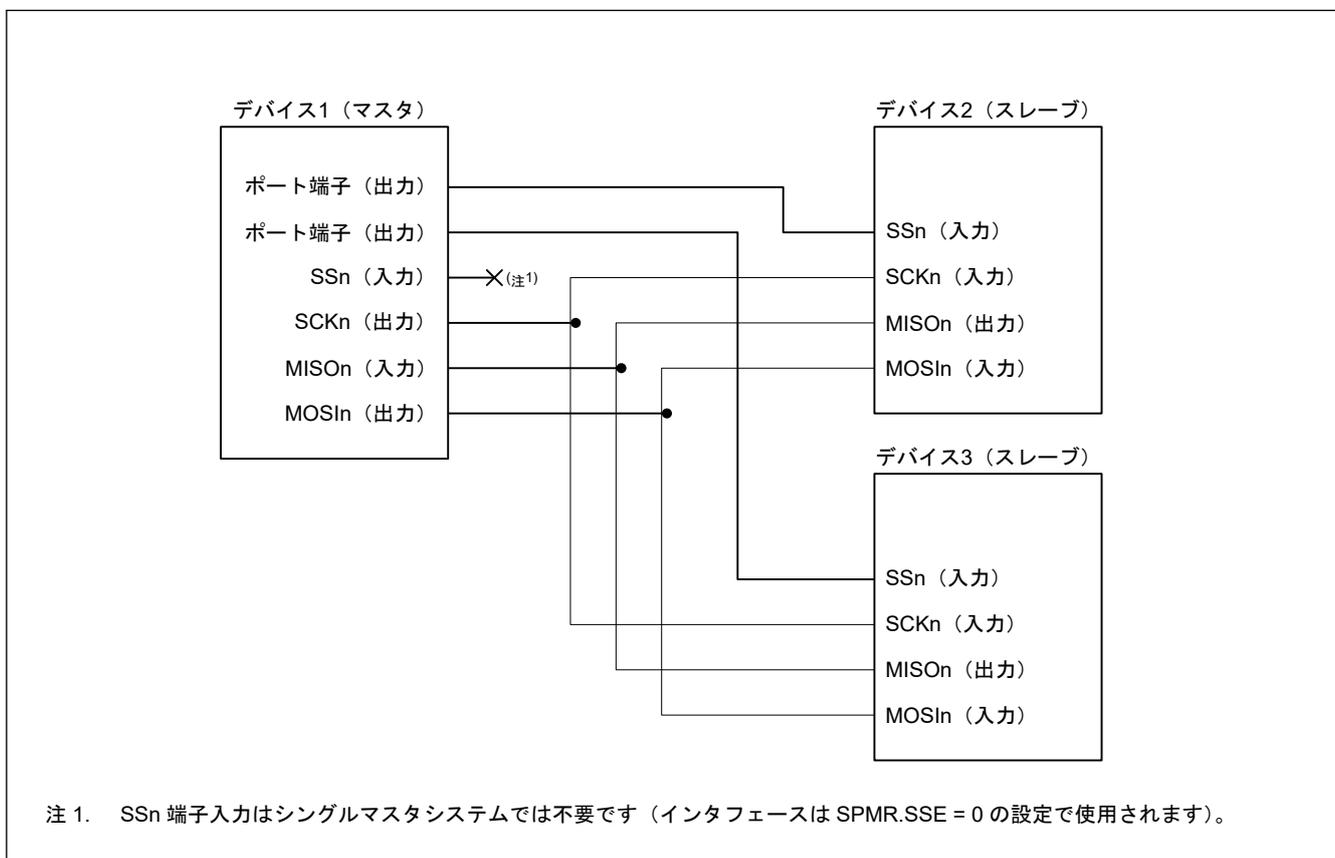 デバイス1（マスタ）
ポート端子（出力）
ポート端子（出力）
SSn（入力）
(注1)
SCKn（出力）
MISOn（入力）
MOSIn（出力）
デバイス2（スレーブ）
SSn（入力）
SCKn（入力）
MISOn（出力）
MOSIn（入力）
デバイス3（スレーブ）
SSn（入力）
SCKn（入力）
MISOn（出力）
MOSIn（入力）
注 1. SSn 端子入力はシングルマスタシステムでは不要です（インタフェースは SPMR.SSE = 0 の設定で使用されます）。